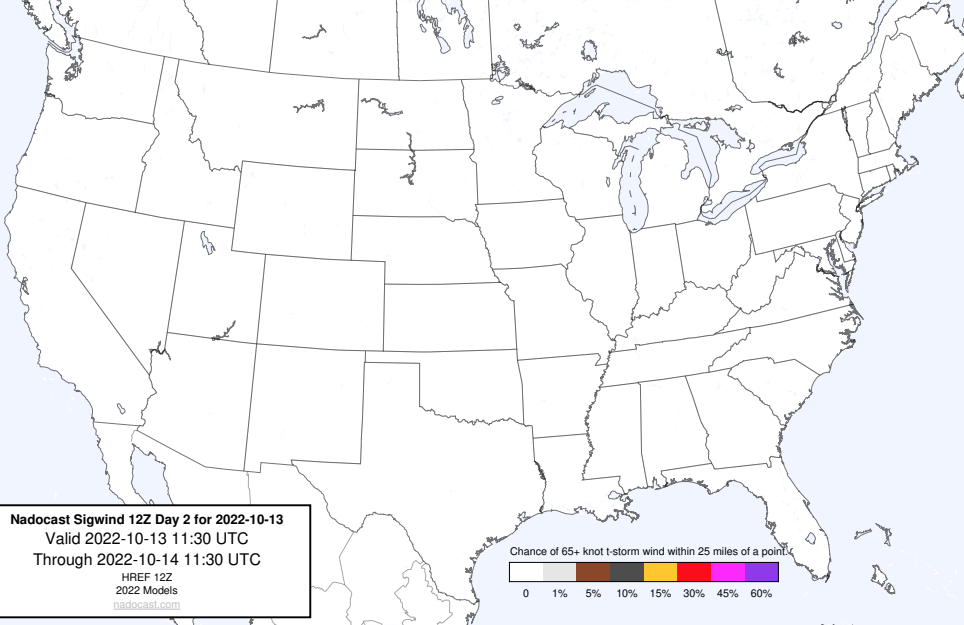 Nadocast Sigwind 12Z Day 2 for 2022-10-13
Valid 2022-10-13 11:30 UTC
Through 2022-10-14 11:30 UTC
HREF 12Z
2022 Models
nadocast.com
Chance of 65+ knot t-storm wind within 25 miles of a point.
0 1% 5% 10% 15% 30% 45% 60%